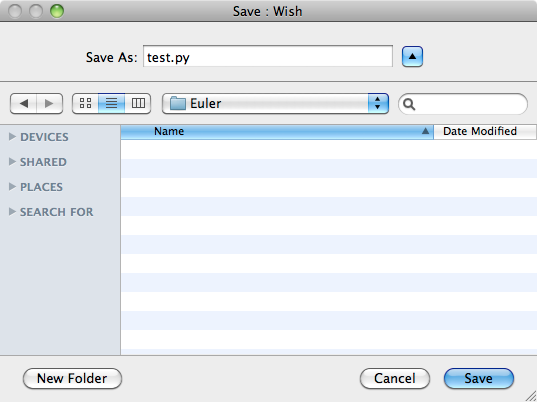 Save : Wish
Save As: test.py
Euler
Name Date Modified
DEVICES
SHARED
PLACES
SEARCH FOR
New Folder Cancel Save